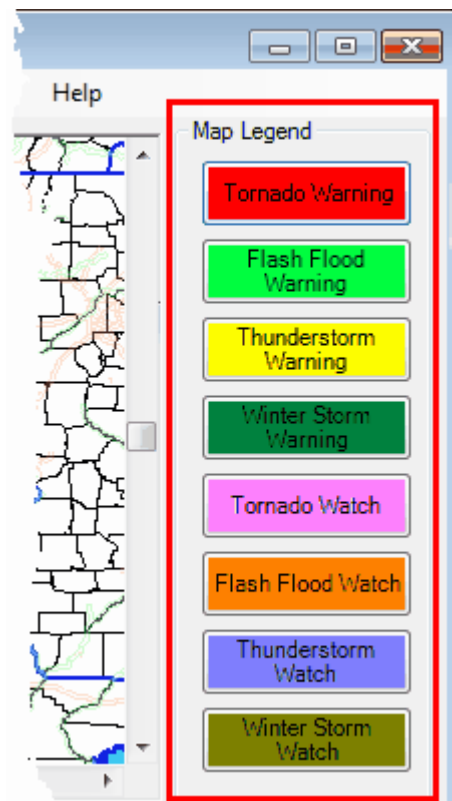 Help
Map Legend
Tornado Warning
Flash Flood
Warning
Thunderstorm
Warning
Winter Storm
Warning
Tornado Watch
Flash Flood Watch
Thunderstorm
Watch
Winter Storm
Watch